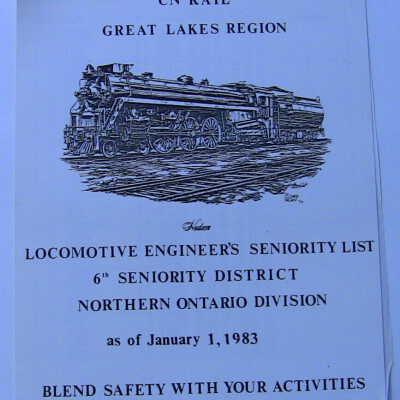 CN RAIL
GREAT LAKES REGION
Hudson
LOCOMOTIVE ENGINEER'S SENIORITY LIST
6th SENIORITY DISTRICT
NORTHERN ONTARIO DIVISION
as of January 1, 1983
BLEND SAFETY WITH YOUR ACTIVITIES